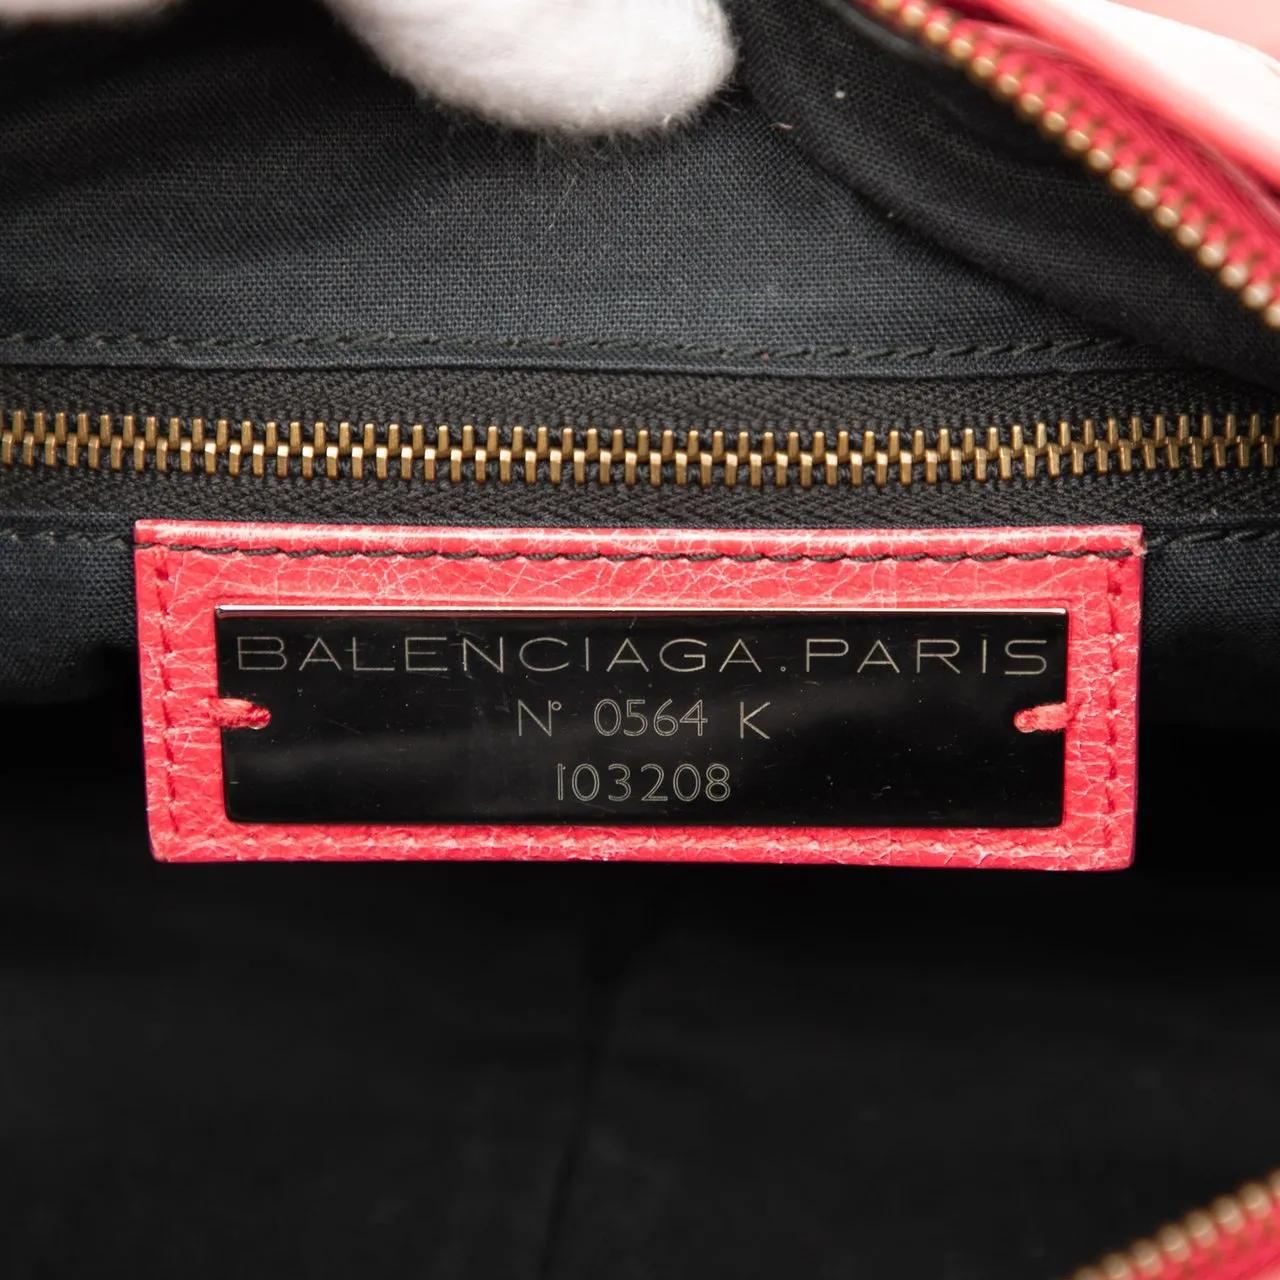 BALENCIAGA.PARIS
N° 0564 K
103208